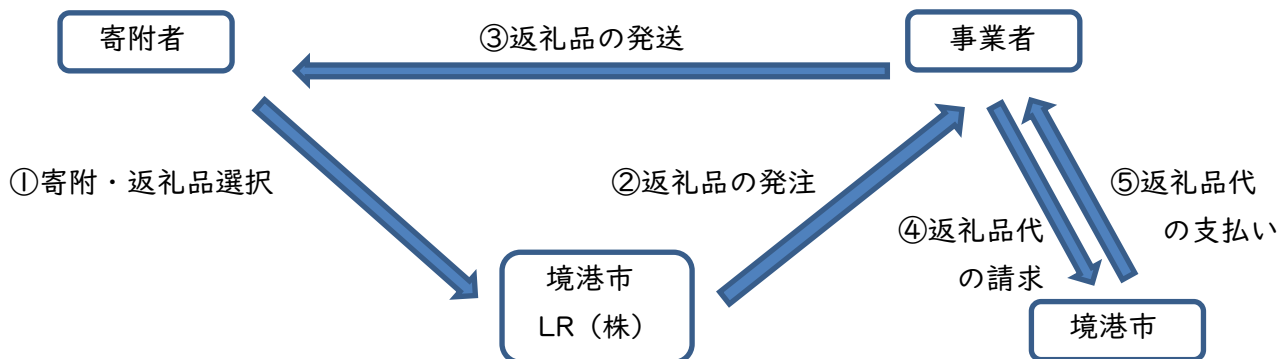 寄附者
③返礼品の発送
事業者
①寄附・返礼品選択
②返礼品の発注
⑤返礼品代
の支払い
④返礼品代
の請求
境港市
LR（株）
境港市